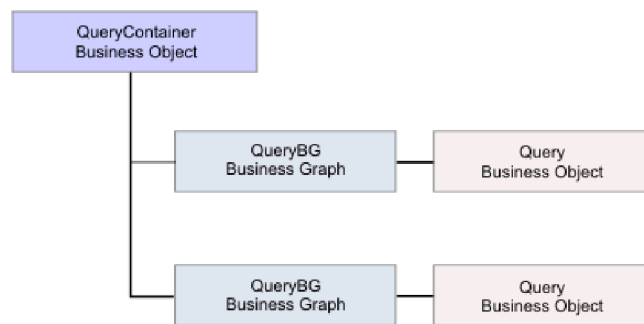 QueryContainer
Business Object
QueryBG
Business Graph
Query
Business Object
QueryBG
Business Graph
Query
Business Object